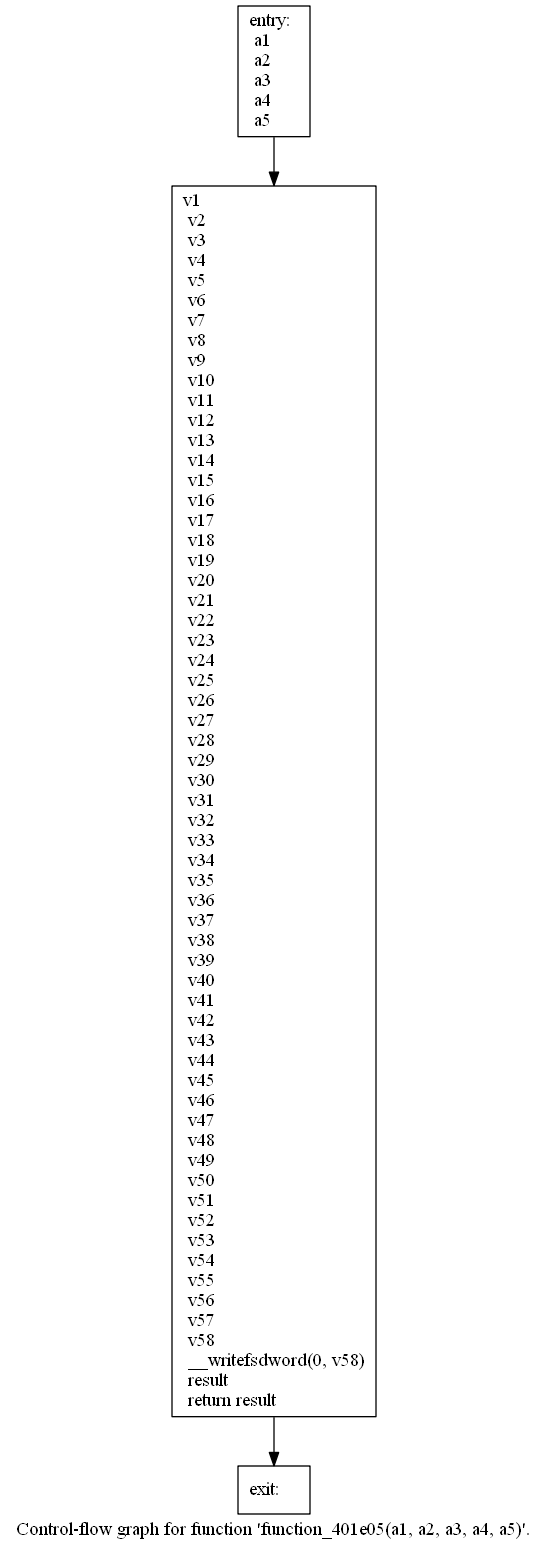 entry:
a1
a2
a3
a4
a5
v1
v2
v3
v4
v5
v6
v7
v8
v9
v10
v11
v12
v13
v14
v15
v16
v17
v18
v19
v20
v21
v22
v23
v24
v25
v26
v27
v28
v29
v30
v31
v32
v33
v34
v35
v36
v37
v38
v39
v40
v41
v42
v43
v44
v45
v46
v47
v48
v49
v50
v51
v52
v53
v54
v55
v56
v57
v58
__writefsdword(0, v58)
result
return result
exit:
Control-flow graph for function 'function_401e05(a1, a2, a3, a4, a5)'.